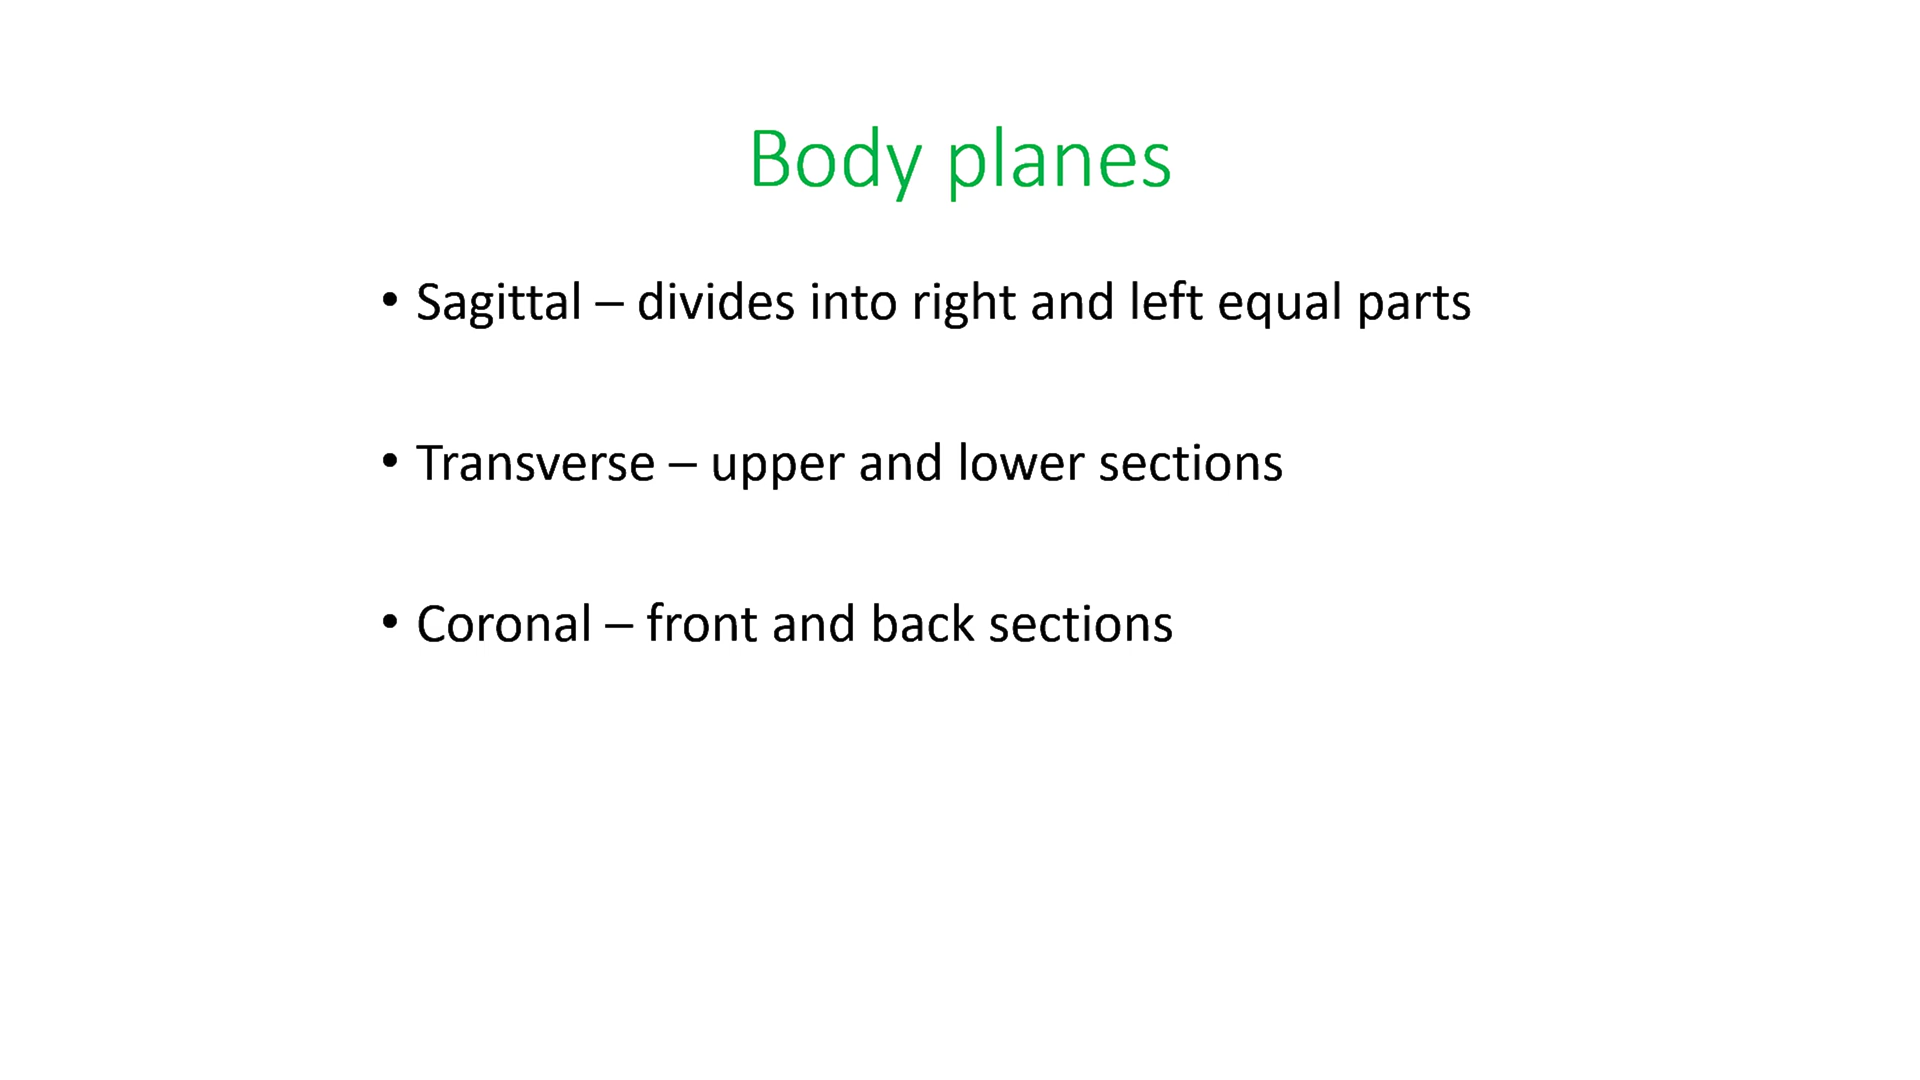 Body planes
• Sagittal – divides into right and left equal parts
• Transverse – upper and lower sections
• Coronal – front and back sections